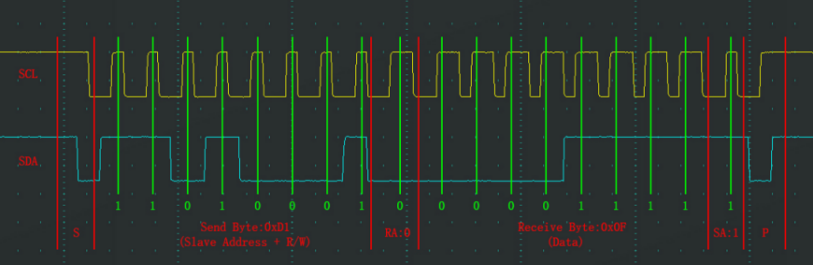 SCL
SDA
1 1 0 1 0 0 0 1 0 0 0 0 0 1 1 1 1 1
S
Send Byte:0xD1
(Slave Address + R/W)
RA:0
Receive Byte:0x0F
(Data)
SA:1
P